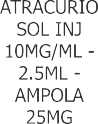 ATRACURIO
SOL INJ
10MG/ML -
2.5ML -
AMPOLA
25MG